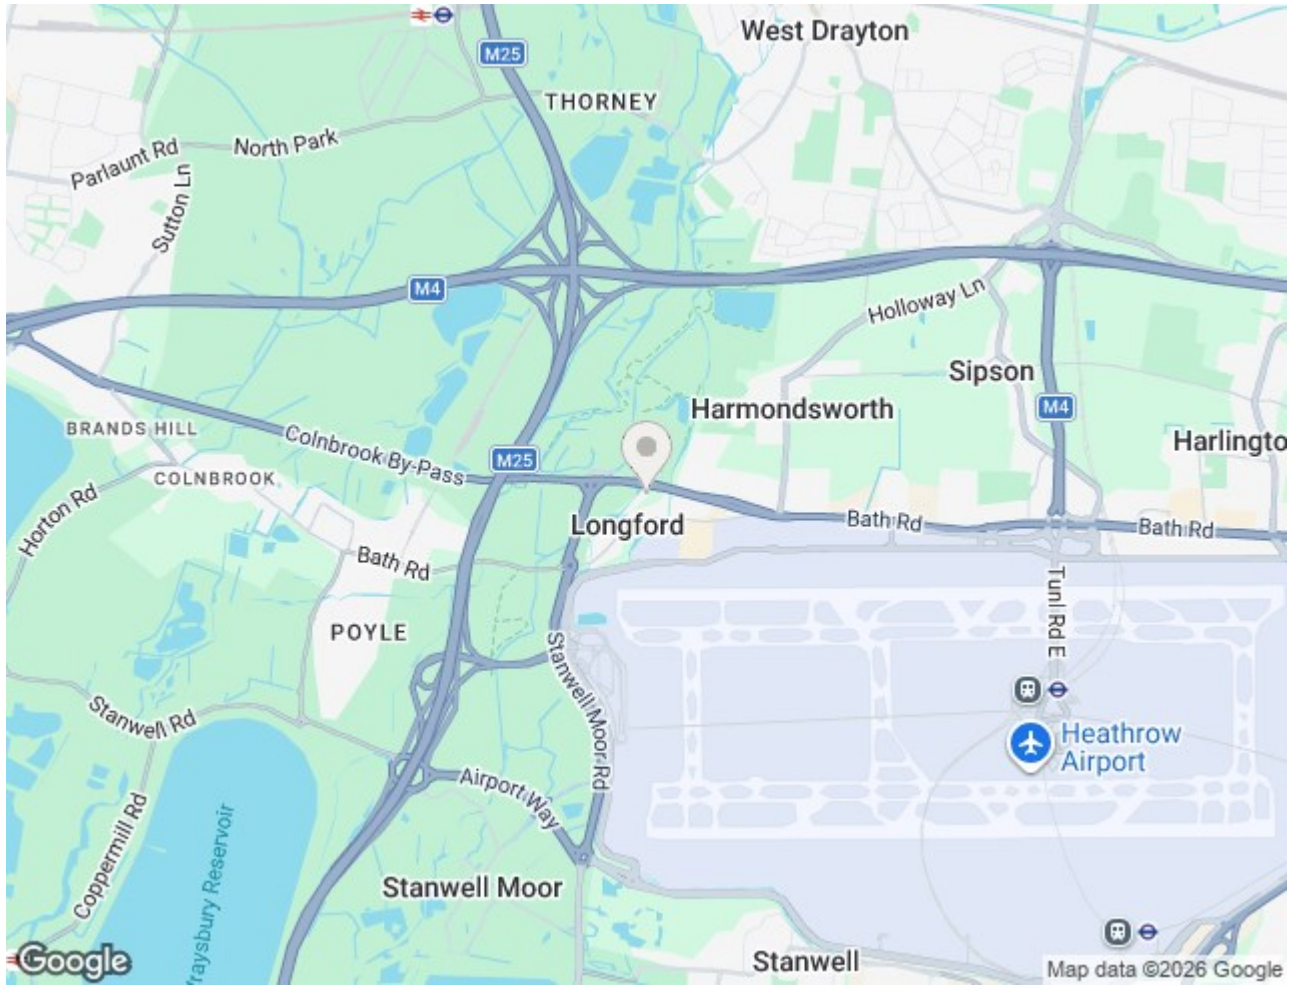 West Drayton
M25
THORNEY
North Park
Parlaunt Rd
Sutton Ln
M4
Holloway Ln
Sipson
M4
Harmondsworth
BRANDS HILL
Colnbrook By-Pass
M25
Harlingto
COLNBROOK
Horton Rd
Longford
Bath Rd
Bath Rd
Bath Rd
Tunl Rd E
POYLE
Stanwell Moor Rd
Stanwell Rd
Heathrow
Airport
Airport Way
Coppermill Rd
raysbury Reservoir
Stanwell Moor
Stanwell
Google
Map data ©2026 Google